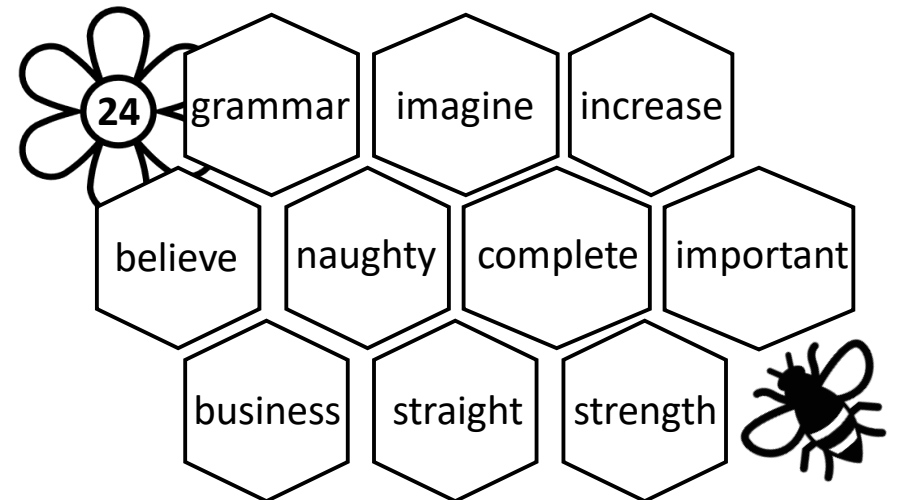 24 grammar imagine increase
believe naughty complete important
business straight strength